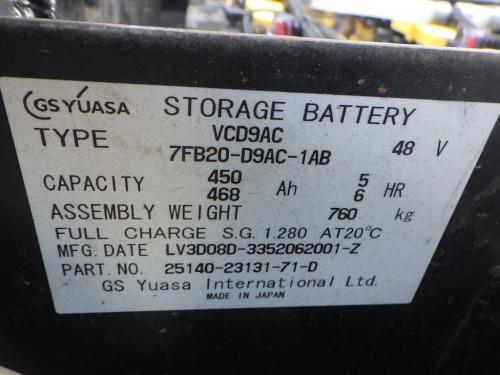 GS YUASA STORAGE BATTERY
TYPE VCD9AC 48 V
7FB20-D9AC-1AB
CAPACITY 450 Ah 5 HR
468 6
ASSEMBLY WEIGHT 760 kg
FULL CHARGE S.G. 1.280 AT20℃
MFG. DATE LV3D08D-3352062001-Z
PART. NO. 25140-23131-71-D
GS Yuasa International Ltd.
MADE IN JAPAN